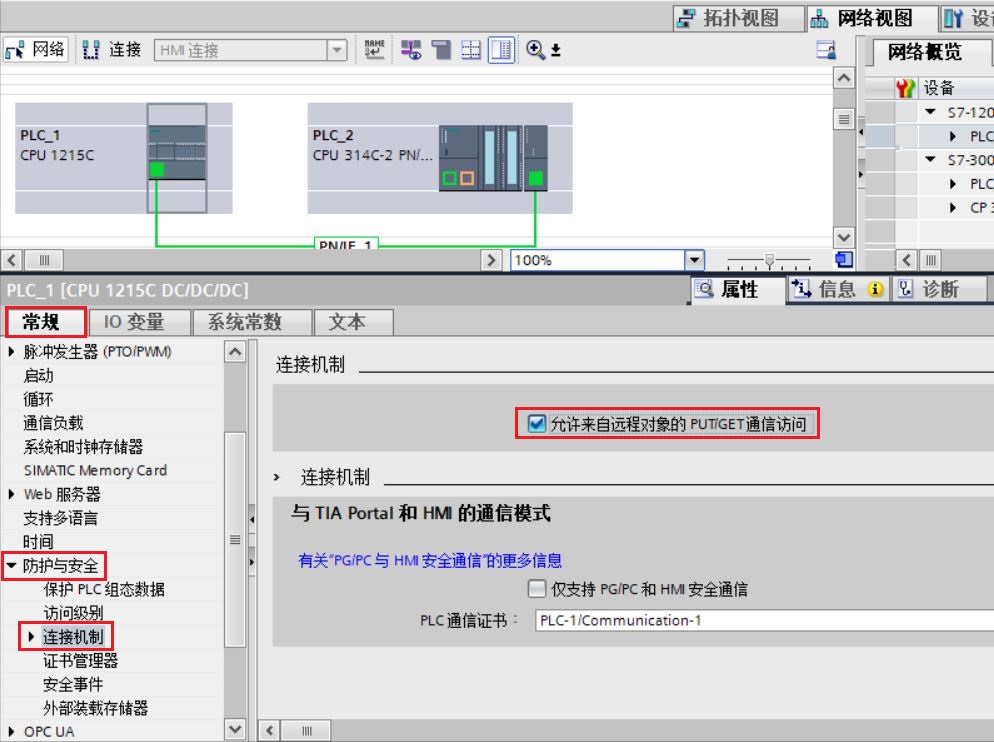 拓扑视图
网络视图
网络
连接
HMI 连接
网络概览
设备
PLC_1
CPU 1215C
PLC_2
CPU 314C-2 PN/...
PN/IE_1
S7-120
PLC
S7-300
PLC
CP 3
100%
PLC_1 [CPU 1215C DC/DC/DC]
属性
信息
诊断
常规
IO 变量
系统常数
文本
脉冲发生器 (PTO/PWM)
启动
循环
通信负载
系统和时钟存储器
SIMATIC Memory Card
Web 服务器
支持多语言
时间
防护与安全
保护 PLC 组态数据
访问级别
连接机制
证书管理器
安全事件
外部装载存储器
OPC UA
连接机制
允许来自远程对象的 PUT/GET 通信访问
连接机制
与 TIA Portal 和 HMI 的通信模式
有关“PG/PC 与 HMI 安全通信”的更多信息
仅支持 PG/PC 和 HMI 安全通信
PLC 通信证书：
PLC-1/Communication-1